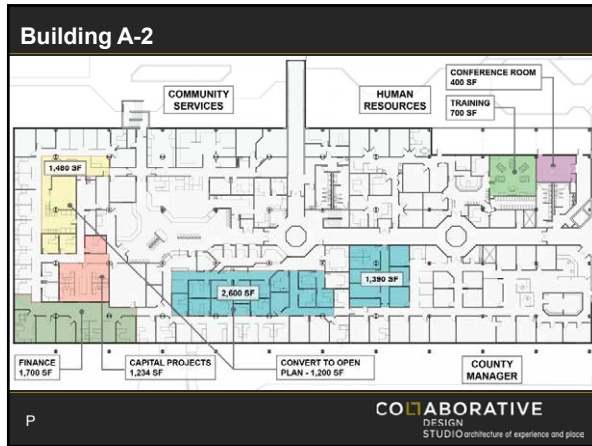 Building A-2
CONFERENCE ROOM
400 SF
COMMUNITY
SERVICES
HUMAN
RESOURCES
TRAINING
700 SF
1,480 SF
1,390 SF
2,600 SF
FINANCE
1,700 SF
CAPITAL PROJECTS
1,234 SF
CONVERT TO OPEN
PLAN - 1,200 SF
COUNTY
MANAGER
P
COLLABORATIVE
DESIGN
STUDIO architecture of experience and place